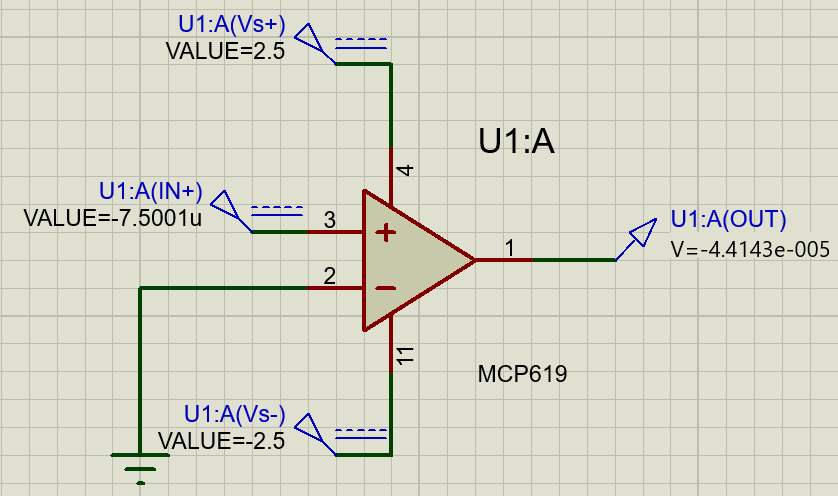 U1:A(Vs+)
VALUE=2.5
U1:A
4
U1:A(IN+)
VALUE=-7.5001u
3
+
1
U1:A(OUT)
V=-4.4143e-005
2
−
11
MCP619
U1:A(Vs-)
VALUE=-2.5